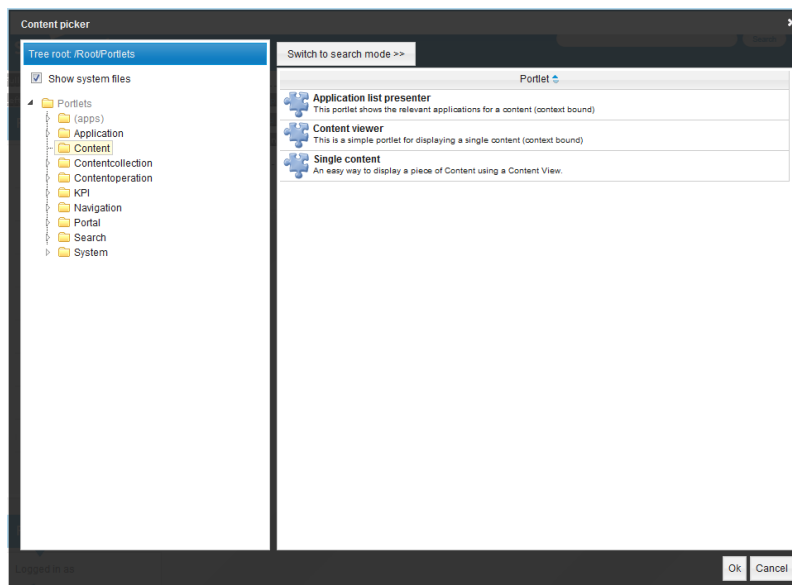 Content picker
Tree root: /Root/Portlets
Switch to search mode >>
Show system files
Portlets
(apps)
Application
Content
Contentcollection
Contentoperation
KPI
Navigation
Portal
Search
System
Portlet
Application list presenter
This portlet shows the relevant applications for a content (context bound)
Content viewer
This is a simple portlet for displaying a single content (context bound)
Single content
An easy way to display a piece of Content using a Content View.
Search
Logged in as
Ok
Cancel